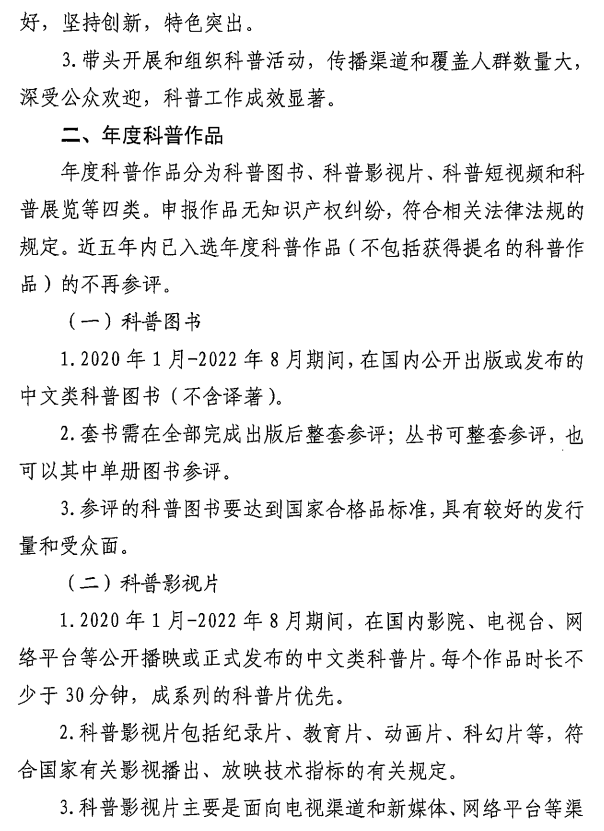 好，坚持创新，特色突出。
3.带头开展和组织科普活动，传播渠道和覆盖人群数量大，
深受公众欢迎，科普工作成效显著。
二、年度科普作品
年度科普作品分为科普图书、科普影视片、科普短视频和科
普展览等四类。申报作品无知识产权纠纷，符合相关法律法规的
规定。近五年内已入选年度科普作品（不包括获得提名的科普作
品）的不再参评。
（一）科普图书
1.2020年1月-2022年8月期间，在国内公开出版或发布的
中文类科普图书（不含译著）。
2.套书需在全部完成出版后整套参评；丛书可整套参评，也
可以其中单册图书参评。
3.参评的科普图书要达到国家合格品标准，具有较好的发行
量和受众面。
（二）科普影视片
1.2020年1月-2022年8月期间，在国内影院、电视台、网
络平台等公开播映或正式发布的中文类科普片。每个作品时长不
少于30分钟，成系列的科普片优先。
2.科普影视片包括纪录片、教育片、动画片、科幻片等，符
合国家有关影视播出、放映技术指标的有关规定。
3.科普影视片主要是面向电视渠道和新媒体、网络平台等渠